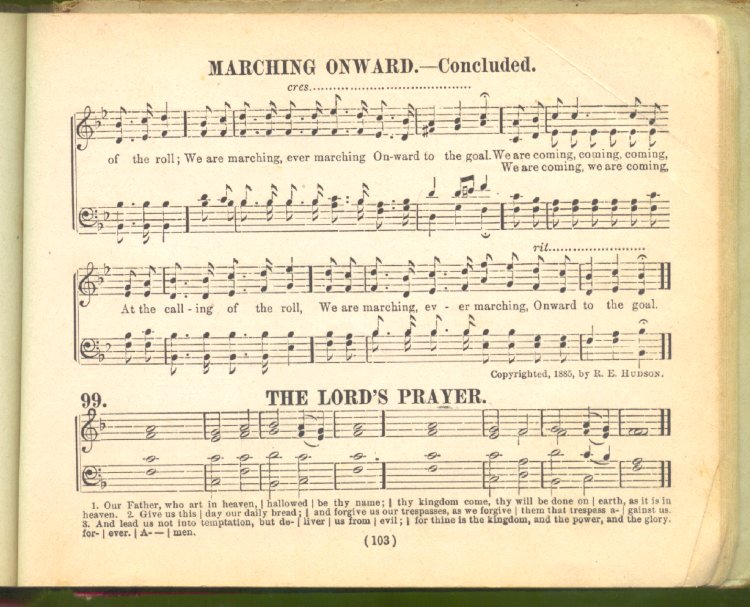 MARCHING ONWARD.—Concluded.
cres.......................................
of the roll; We are marching, ever marching On-ward to the goal. We are coming, coming, coming,
We are coming, we are coming,
rit.......................
At the call - ing of the roll, We are marching, ev - er marching, Onward to the goal.
Copyrighted, 1885, by R. E. HUDSON.
99. THE LORD'S PRAYER.
1. Our Father, who art in heaven, | hallowed | be thy name; | thy kingdom come, thy will be done on | earth, as it is in
heaven. 2. Give us this | day our daily bread; | and forgive us our trespasses, as we forgive | them that trespass a- | gainst us.
3. And lead us not into temptation, but de- | liver | us from | evil; | for thine is the kingdom, and the power, and the glory.
for- | ever. | A- — | men.
(103)